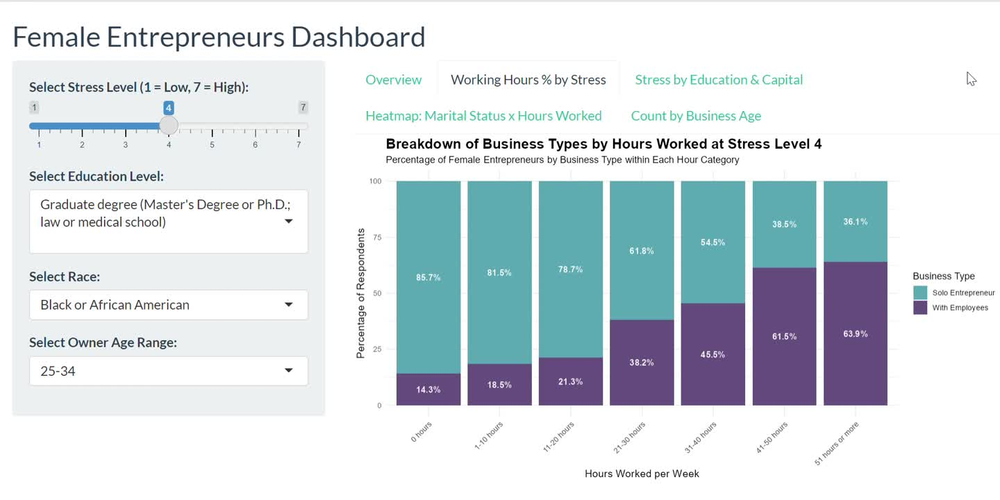 Female Entrepreneurs Dashboard
Select Stress Level (1 = Low, 7 = High):
1 4 7
1 2 3 4 5 6 7
Select Education Level:
Graduate degree (Master's Degree or Ph.D.;
law or medical school)
Select Race:
Black or African American
Select Owner Age Range:
25-34
Overview
Working Hours % by Stress
Stress by Education & Capital
Heatmap: Marital Status x Hours Worked
Count by Business Age
Breakdown of Business Types by Hours Worked at Stress Level 4
Percentage of Female Entrepreneurs by Business Type within Each Hour Category
Percentage of Respondents
100
75
50
25
0
85.7%
14.3%
81.5%
18.5%
78.7%
21.3%
61.8%
38.2%
54.5%
45.5%
38.5%
61.5%
36.1%
63.9%
0 hours
1-10 hours
11-20 hours
21-30 hours
31-40 hours
41-50 hours
51 hours or more
Hours Worked per Week
Business Type
Solo Entrepreneur
With Employees